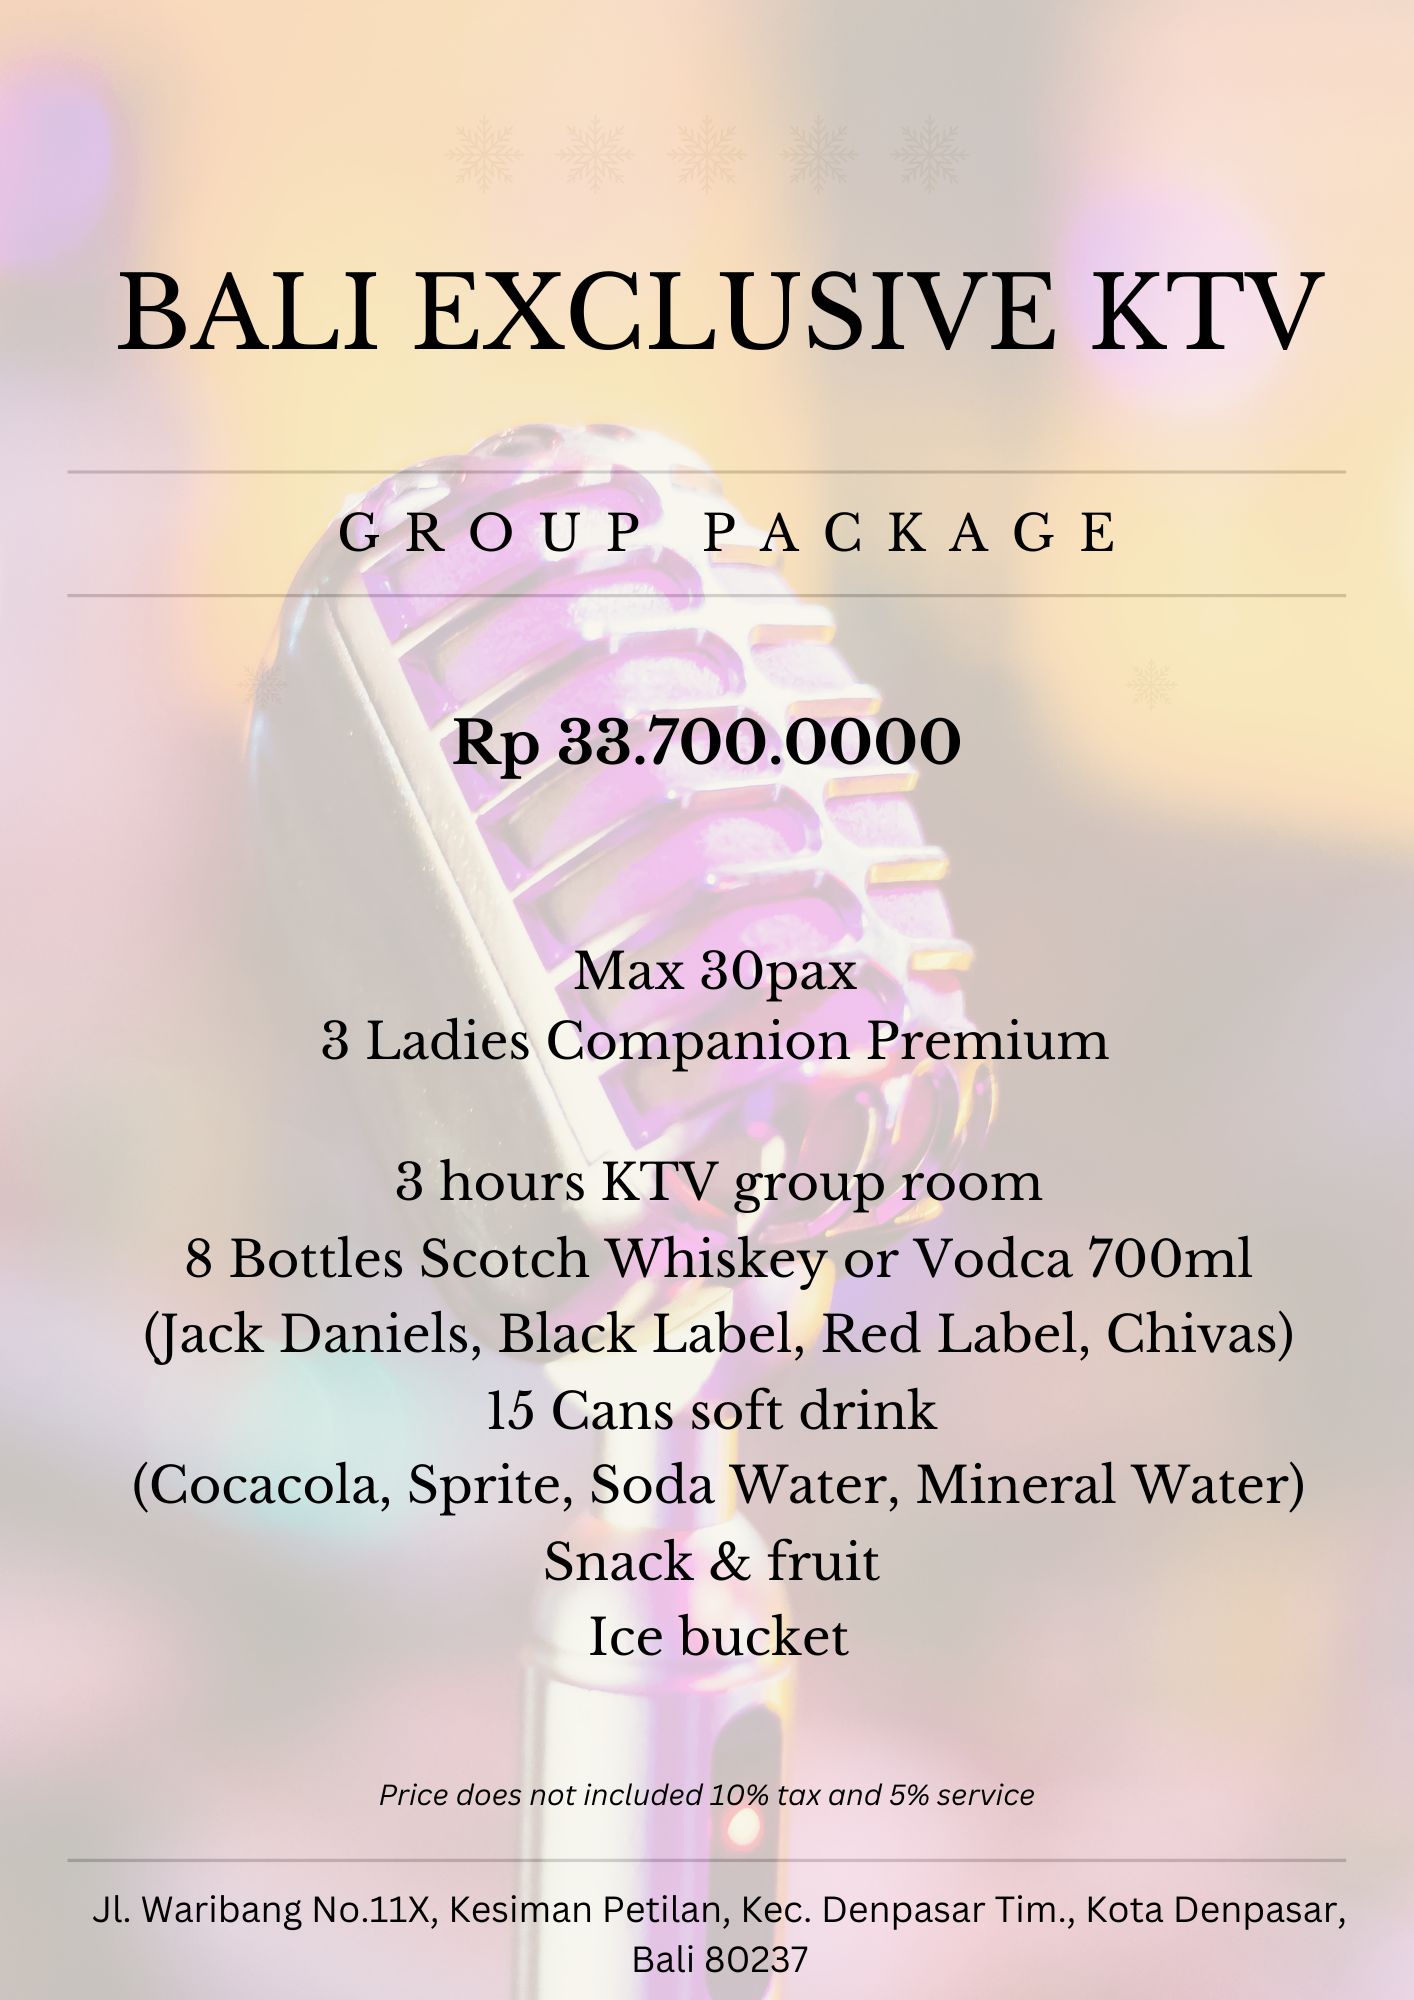 BALI EXCLUSIVE KTV
GROUP PACKAGE
Rp 33.700.0000
Max 30pax
3 Ladies Companion Premium
3 hours KTV group room
8 Bottles Scotch Whiskey or Vodca 700ml
(Jack Daniels, Black Label, Red Label, Chivas)
15 Cans soft drink
(Cocacola, Sprite, Soda Water, Mineral Water)
Snack & fruit
Ice bucket
Price does not included 10% tax and 5% service
Jl. Waribang No.11X, Kesiman Petilan, Kec. Denpasar Tim., Kota Denpasar,
Bali 80237